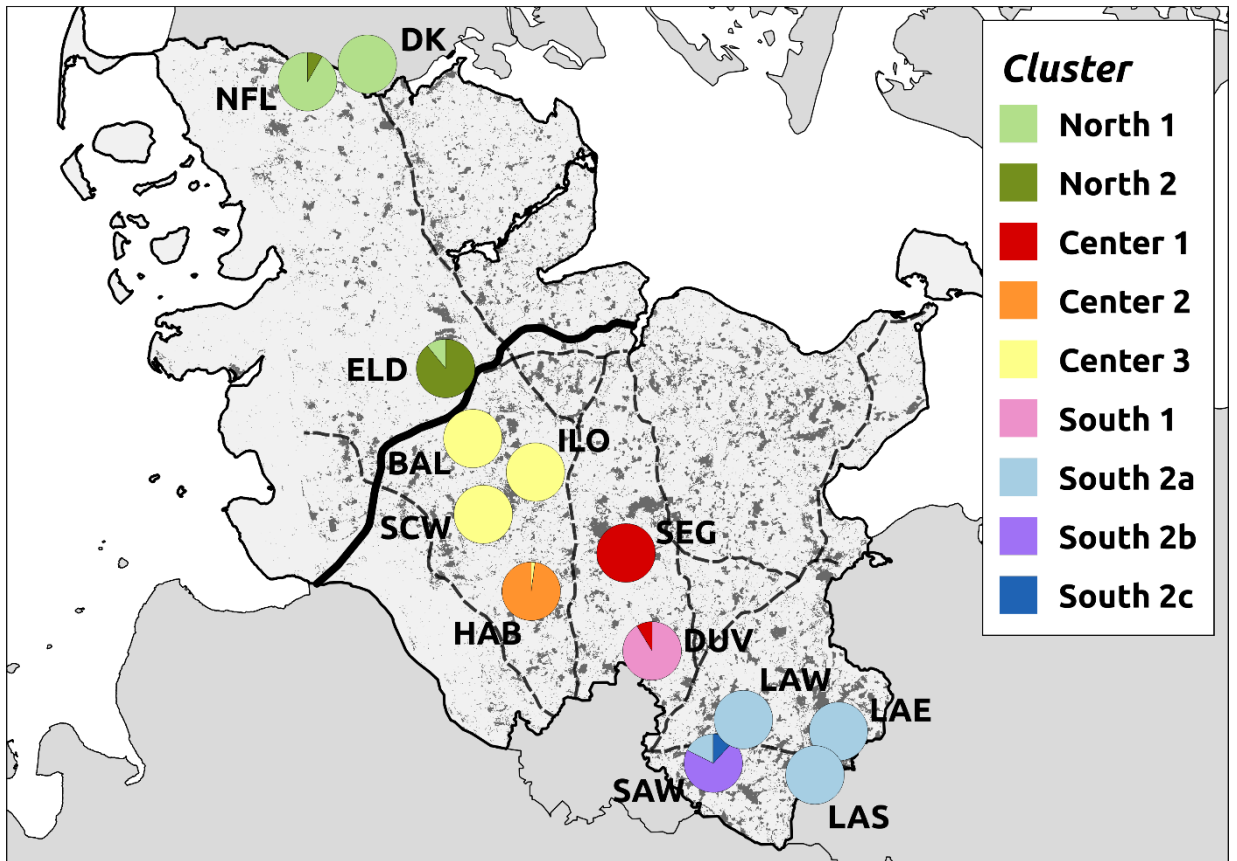 DK
NFL
ELD
BAL
ILO
SCW
SEG
HAB
DUV
LAW
LAE
SAW
LAS
Cluster
North 1
North 2
Center 1
Center 2
Center 3
South 1
South 2a
South 2b
South 2c